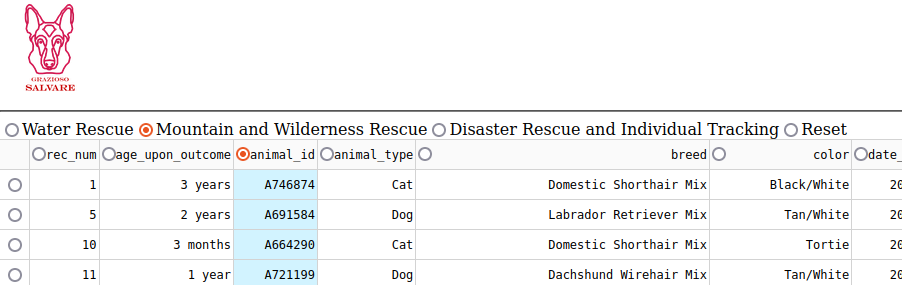 GRAZIOSO
SALVARE
Water Rescue Mountain and Wilderness Rescue Disaster Rescue and Individual Tracking Reset
rec_num age_upon_outcome animal_id animal_type breed color date_
1 3 years A746874 Cat Domestic Shorthair Mix Black/White 20
5 2 years A691584 Dog Labrador Retriever Mix Tan/White 20
10 3 months A664290 Cat Domestic Shorthair Mix Tortie 20
11 1 year A721199 Dog Dachshund Wirehair Mix Tan/White 20